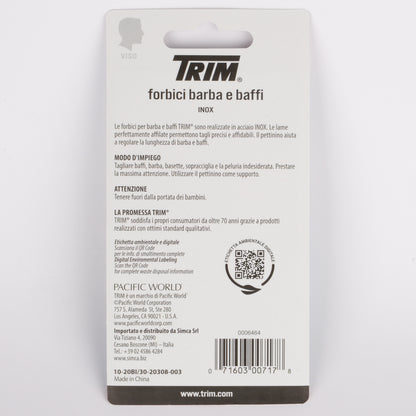 VISO
TRIM®
forbici barba e baffi
INOX
Le forbici per barba e baffi TRIM® sono realizzate in acciaio INOX. Le lame
perfettamente affilate permettono tagli precisi e affidabili. Il pettinino aiuta
a regolare la lunghezza di barba e baffi.
MODO D'IMPIEGO
Tagliare baffi, barba, basette, sopracciglia e la peluria indesiderata. Prestare
la massima attenzione. Utilizzare il pettinino come supporto.
ATTENZIONE
Tenere fuori dalla portata dei bambini.
LA PROMESSA TRIM®
TRIM® soddisfa i propri consumatori da oltre 70 anni grazie a prodotti
realizzati con ottimi standard qualitativi.
Etichetta ambientale e digitale
Scansiona il QR Code
per le info. di smaltimento complete
Digital Environmental Labeling
Scan the QR Code
for complete waste disposal information
ETICHETTA AMBIENTALE DIGITALE
PACIFIC WORLD™
TRIM è un marchio di Pacific World™
Pacific World Corporation
757 S. Alameda St, Ste 280
Los Angeles, CA 90021 - U.S.A.
www.pacificworldcorp.com
Importato e distribuito da Simca Srl
Via Tiziano 4, 20090
Cesano Boscone (MI) – Italia
Tel. +39 02 4586 4284
www.simca.biz
10-20BI/30-20308-003
Made in China
0006464
0 71603 00717 8
www.trim.com